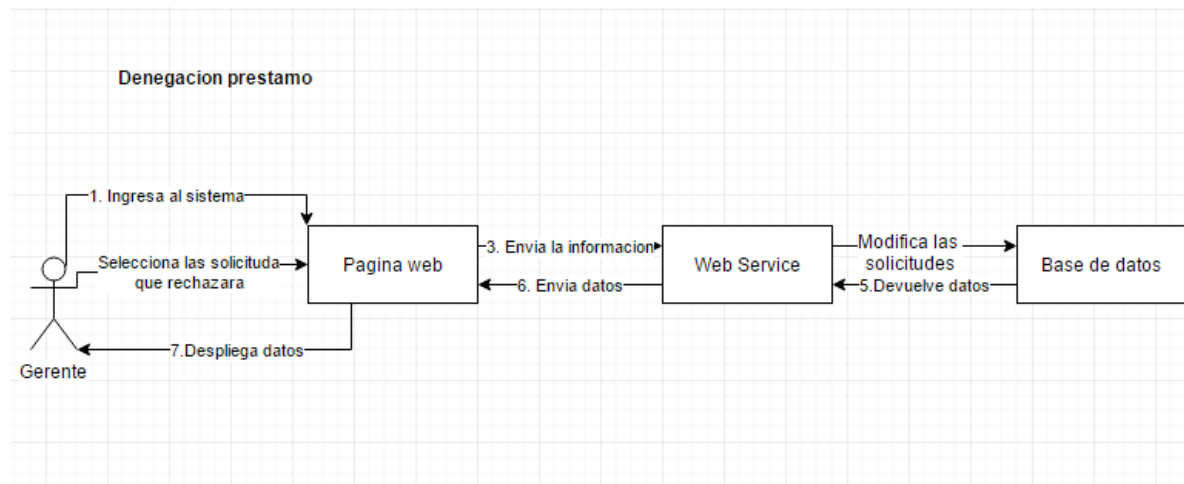 Denegacion prestamo
1. Ingresa al sistema
Selecciona las solicituda
que rechazara
Gerente
7.Despliega datos
Pagina web
3. Envia la informacion
6. Envia datos
Web Service
Modifica las
solicitudes
5.Devuelve datos
Base de datos